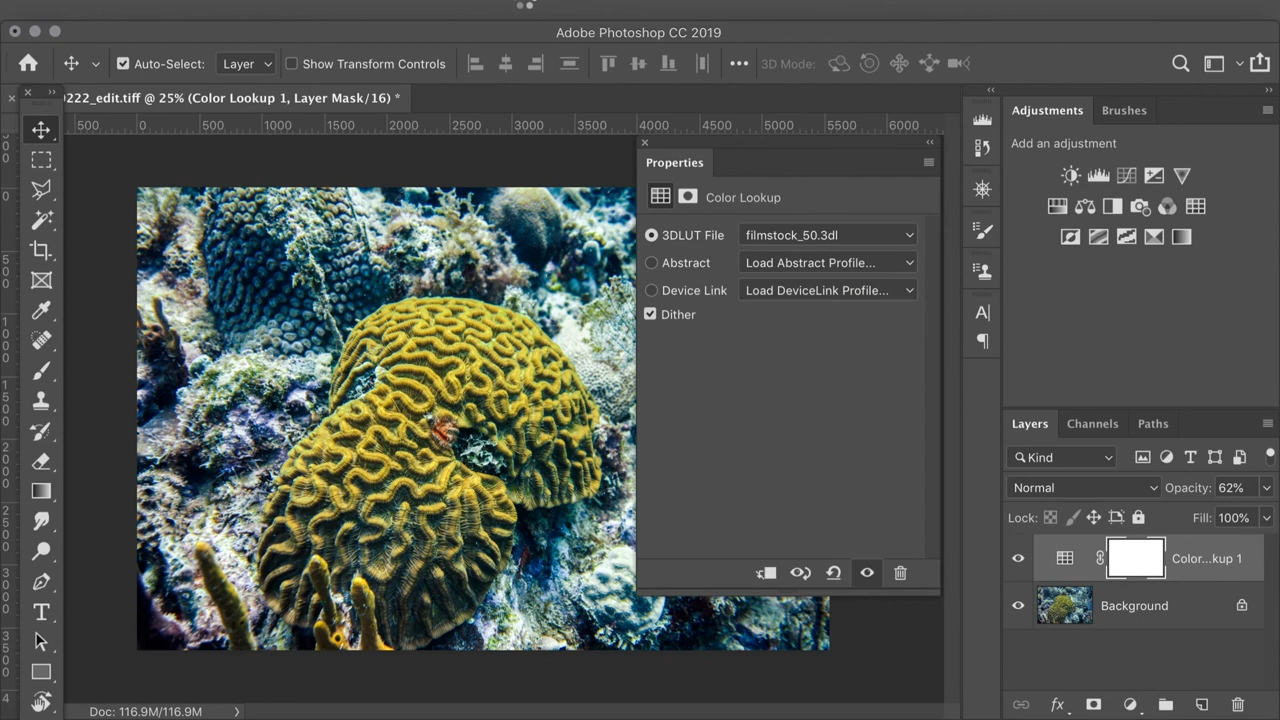 Adobe Photoshop CC 2019
Auto-Select: Layer Show Transform Controls 3D Mode:
222_edit.tiff @ 25% (Color Lookup 1, Layer Mask/16) *
500 0 500 1000 1500 2000 2500 3000 3500 4000 4500 5000 5500 6000
Properties
Color Lookup
3DLUT File filmstock_50.3dl
Abstract Load Abstract Profile...
Device Link Load DeviceLink Profile...
Dither
Adjustments Brushes
Add an adjustment
Layers Channels Paths
Kind
Normal Opacity: 62%
Lock: Fill: 100%
Color...kup 1
Background
Doc: 116.9M/116.9M